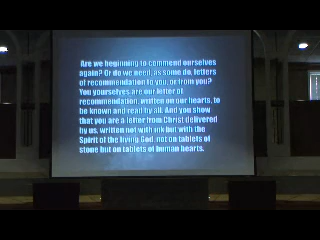 Are we beginning to commend ourselves
again? Or do we need, as some do, letters
of recommendation to you, or from you?
You yourselves are our letter of
recommendation, written on our hearts, to
be known and read by all. And you show
that you are a letter from Christ delivered
by us, written not with ink but with the
Spirit of the living God, not on tablets of
stone but on tablets of human hearts.